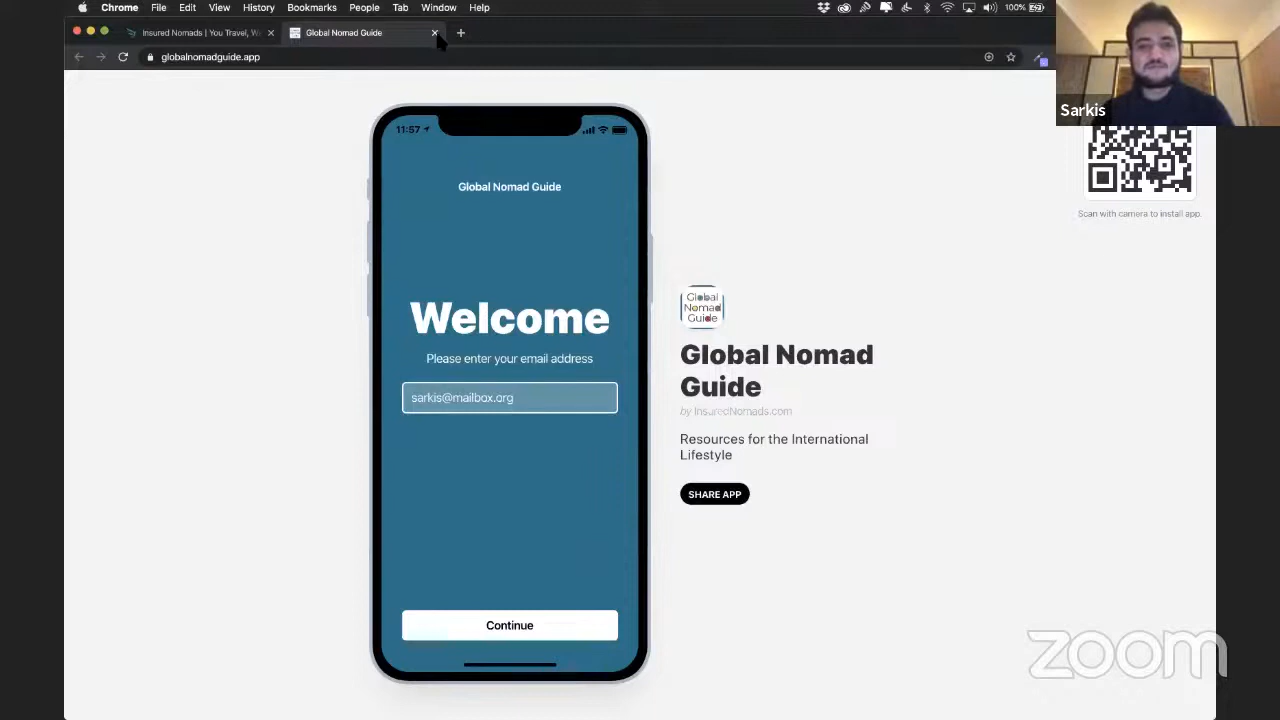 Chrome File Edit View History Bookmarks People Tab Window Help 100%
Insured Nomads | You Travel, W
Global Nomad Guide
globalnomadguide.app
Sarkis
11:57
Scan with camera to install app.
Global Nomad Guide
Welcome
Please enter your email address
sarkis@mailbox.org
Continue
Global
Nomad
Guide
Global Nomad
Guide
by InsuredNomads.com
Resources for the International
Lifestyle
SHARE APP
zoom